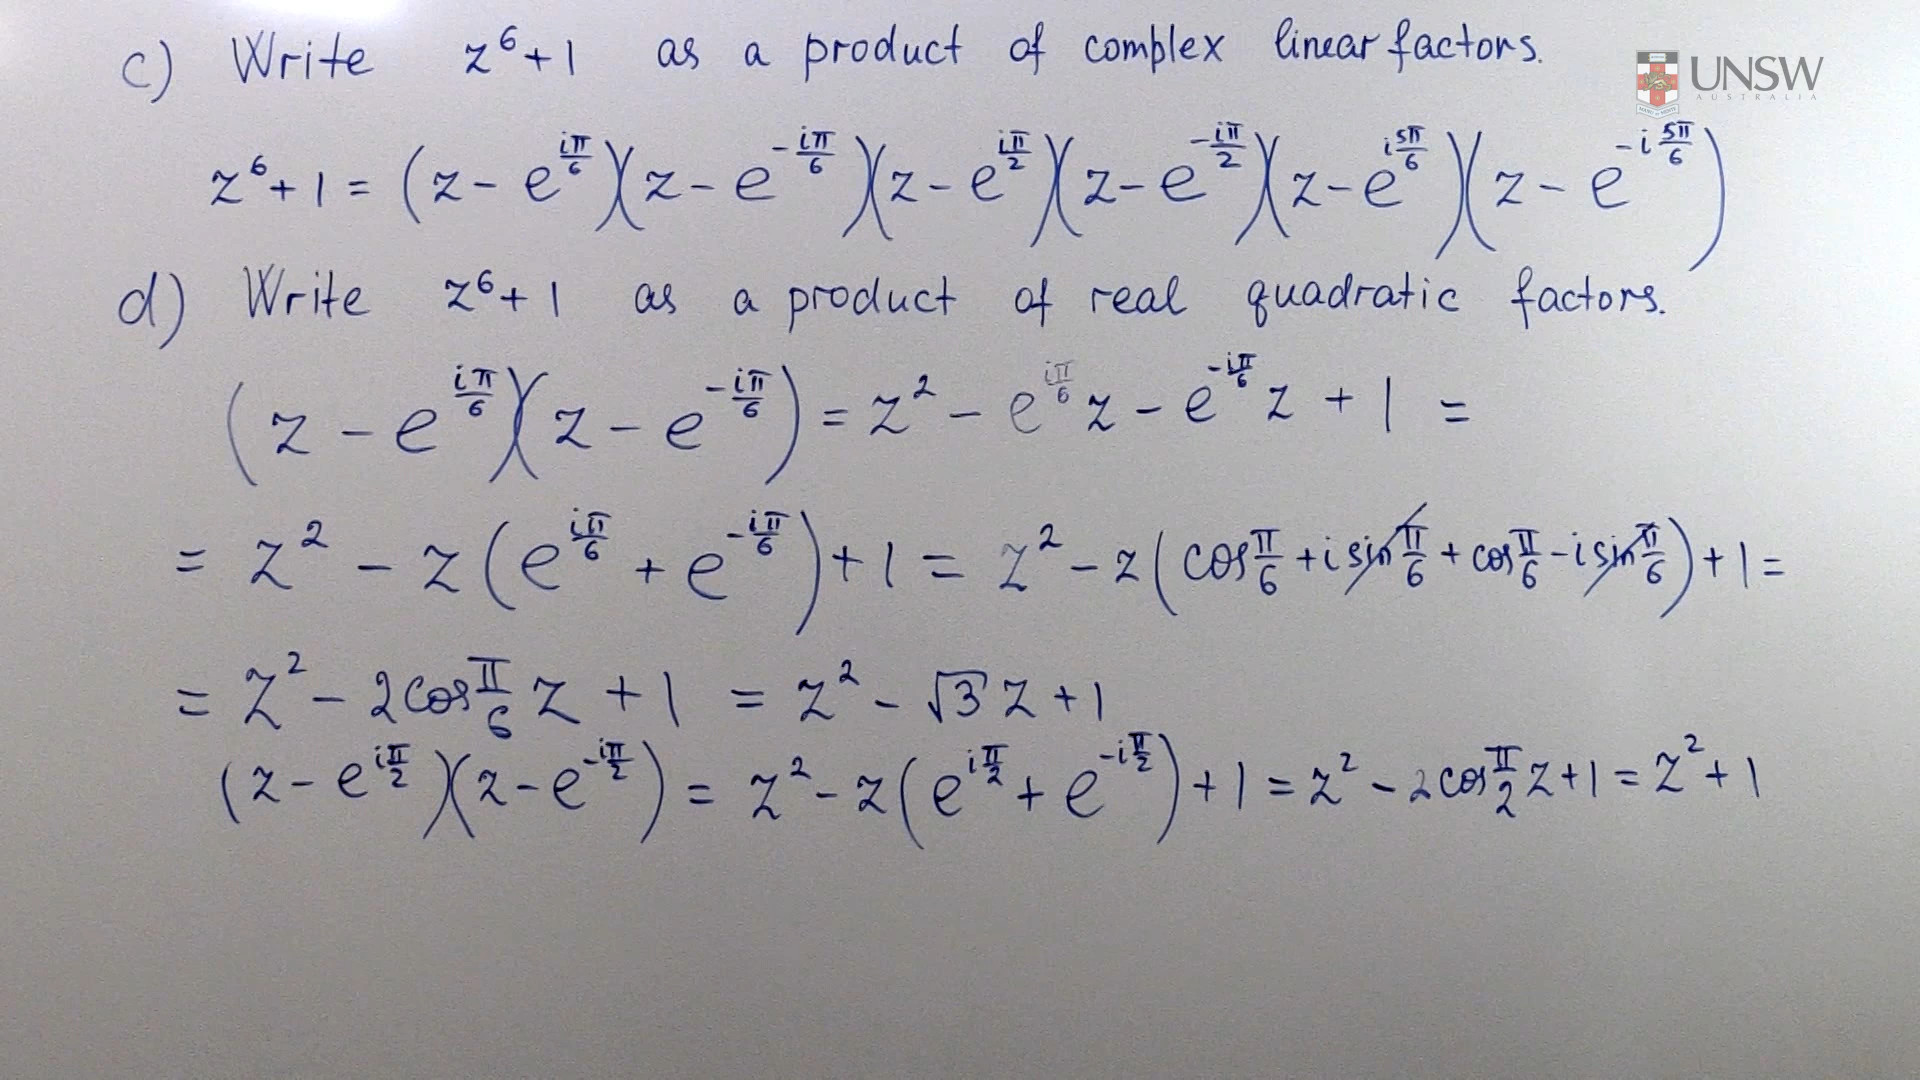 c) Write z⁶+1 as a product of complex linear factors.
UNSW
AUSTRALIA
z⁶+1 = (z − e^{iπ/6})(z − e^{−iπ/6})(z − e^{iπ/2})(z − e^{−iπ/2})(z − e^{i5π/6})(z − e^{−i5π/6})
d) Write z⁶+1 as a product of real quadratic factors.
(z − e^{iπ/6})(z − e^{−iπ/6}) = z² − e^{iπ/6}z − e^{−iπ/6}z + 1 =
= z² − z(e^{iπ/6} + e^{−iπ/6}) + 1 = z² − z(cos π/6 + i sin π/6 + cos π/6 − i sin π/6) + 1 =
= z² − 2cos π/6 z + 1 = z² − √3 z + 1
(z − e^{iπ/2})(z − e^{−iπ/2}) = z² − z(e^{iπ/2} + e^{−iπ/2}) + 1 = z² − 2cos π/2 z + 1 = z² + 1